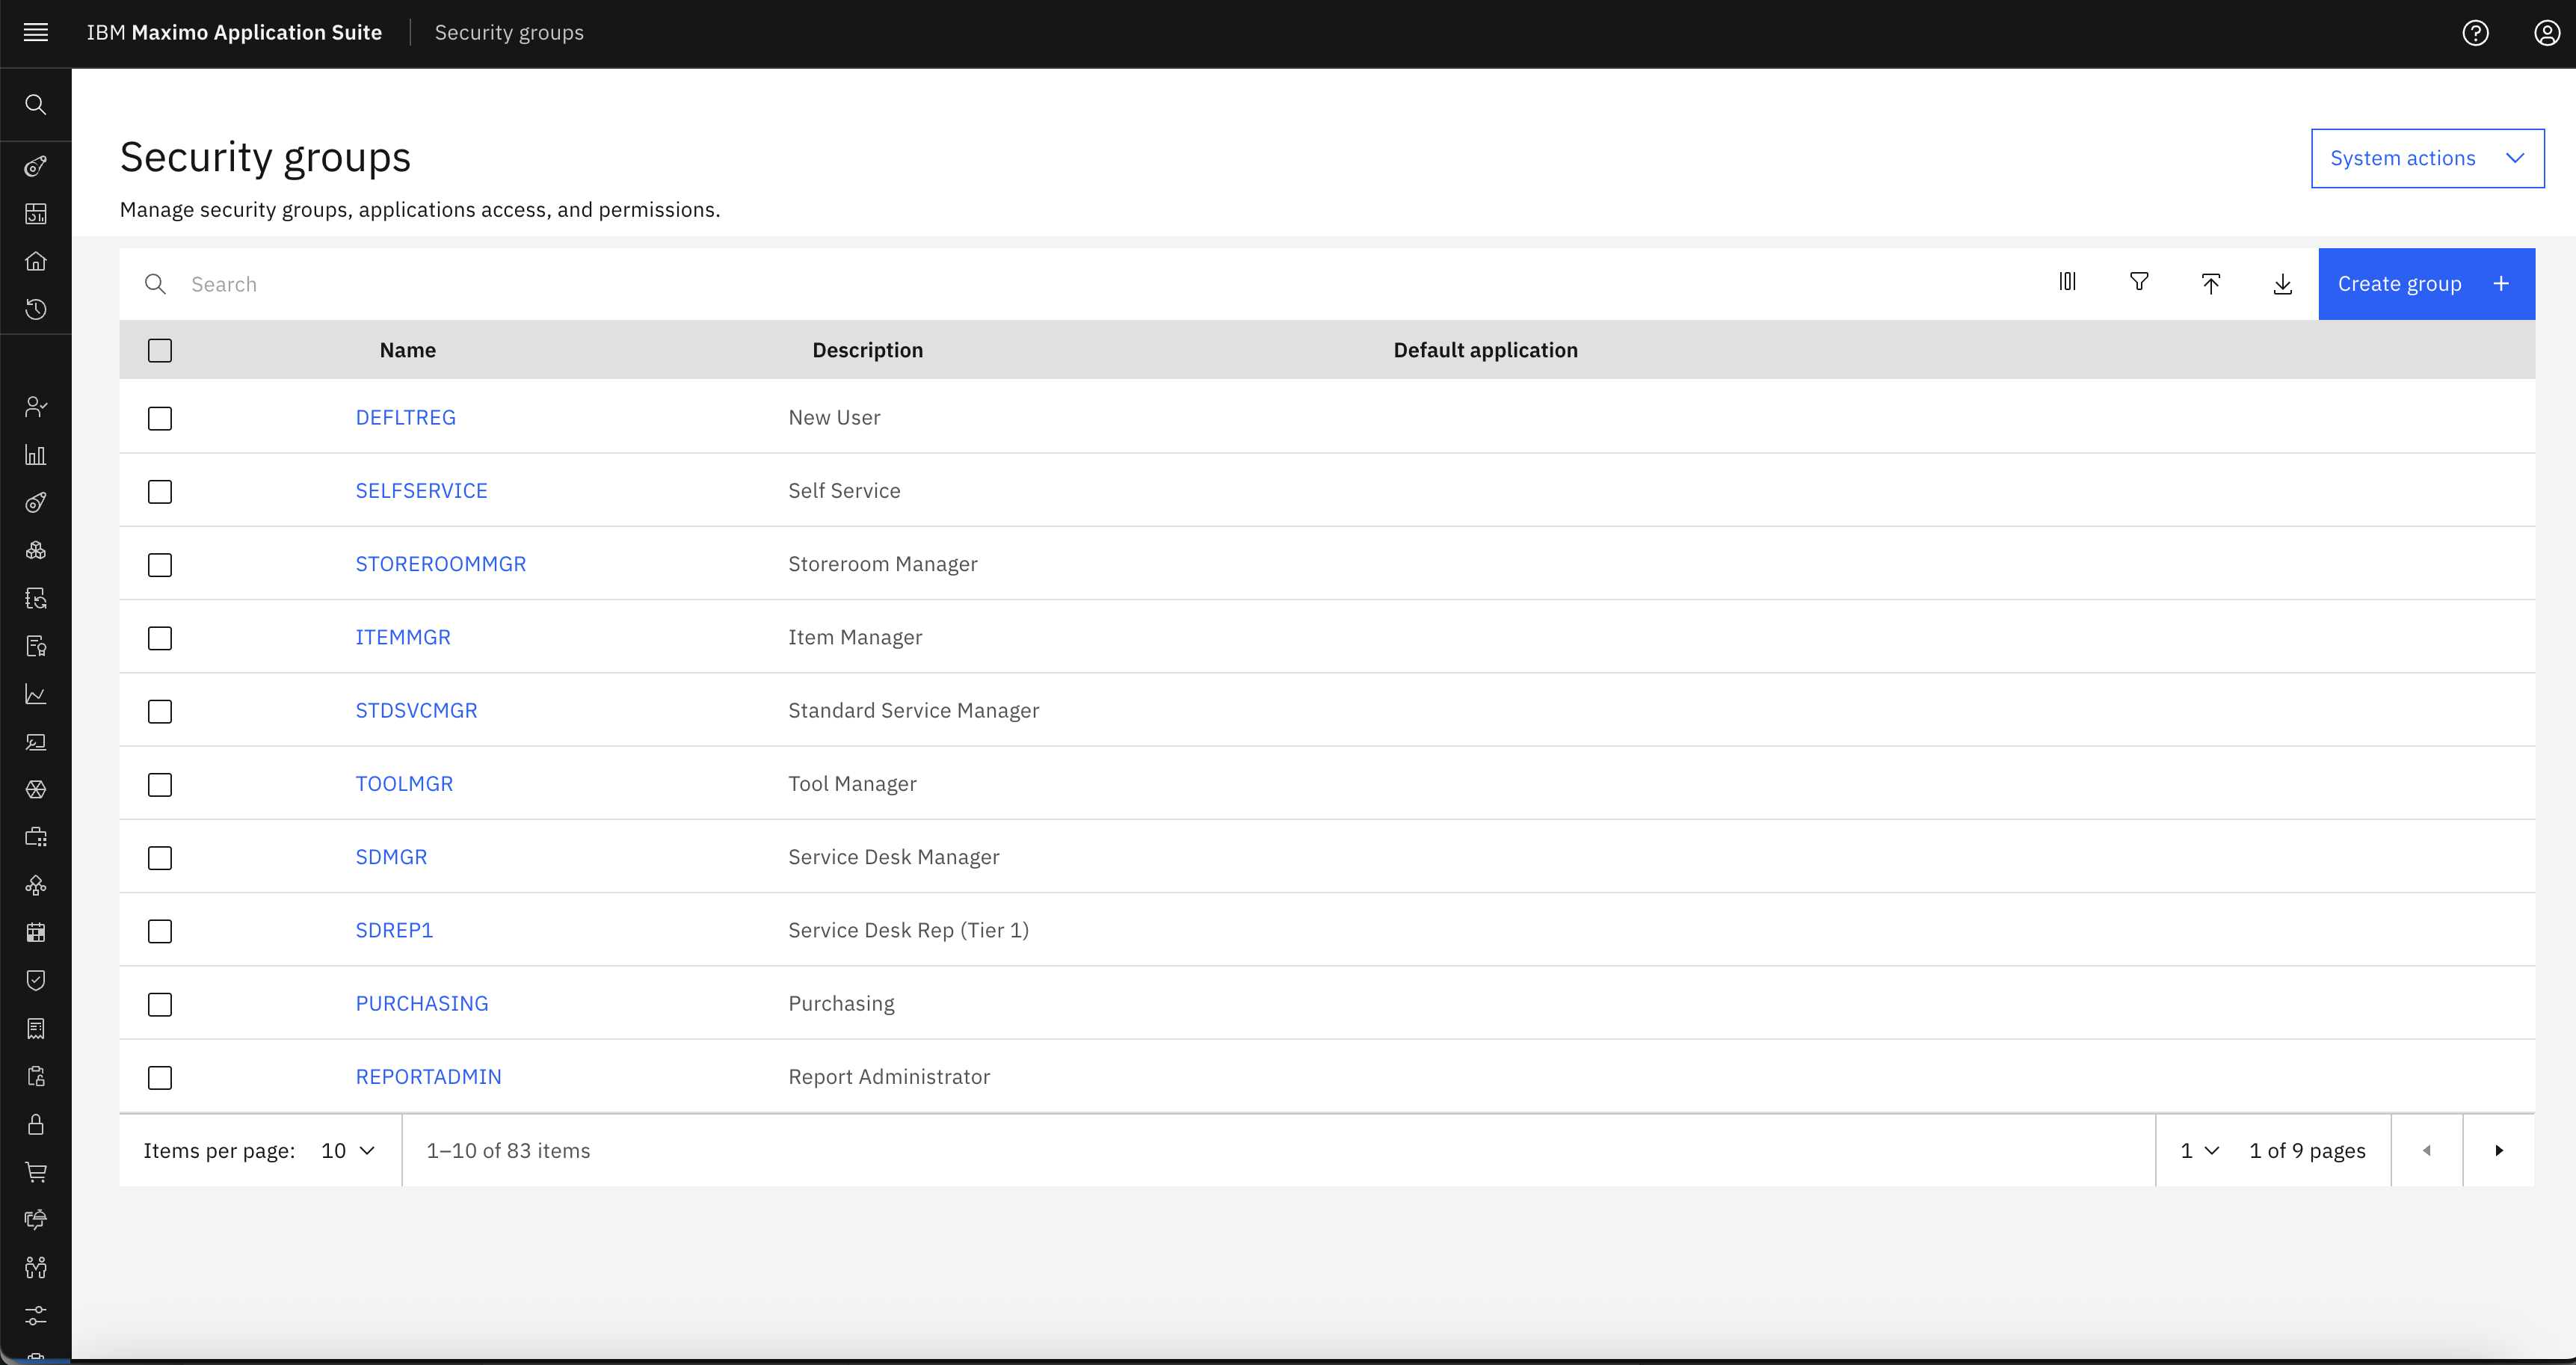 IBM Maximo Application Suite Security groups
Security groups
System actions
Manage security groups, applications access, and permissions.
Search
Create group +
Name Description Default application
DEFLTREG New User
SELFSERVICE Self Service
STOREROOMMGR Storeroom Manager
ITEMMGR Item Manager
STDSVCMGR Standard Service Manager
TOOLMGR Tool Manager
SDMGR Service Desk Manager
SDREP1 Service Desk Rep (Tier 1)
PURCHASING Purchasing
REPORTADMIN Report Administrator
Items per page: 10 1–10 of 83 items 1 1 of 9 pages